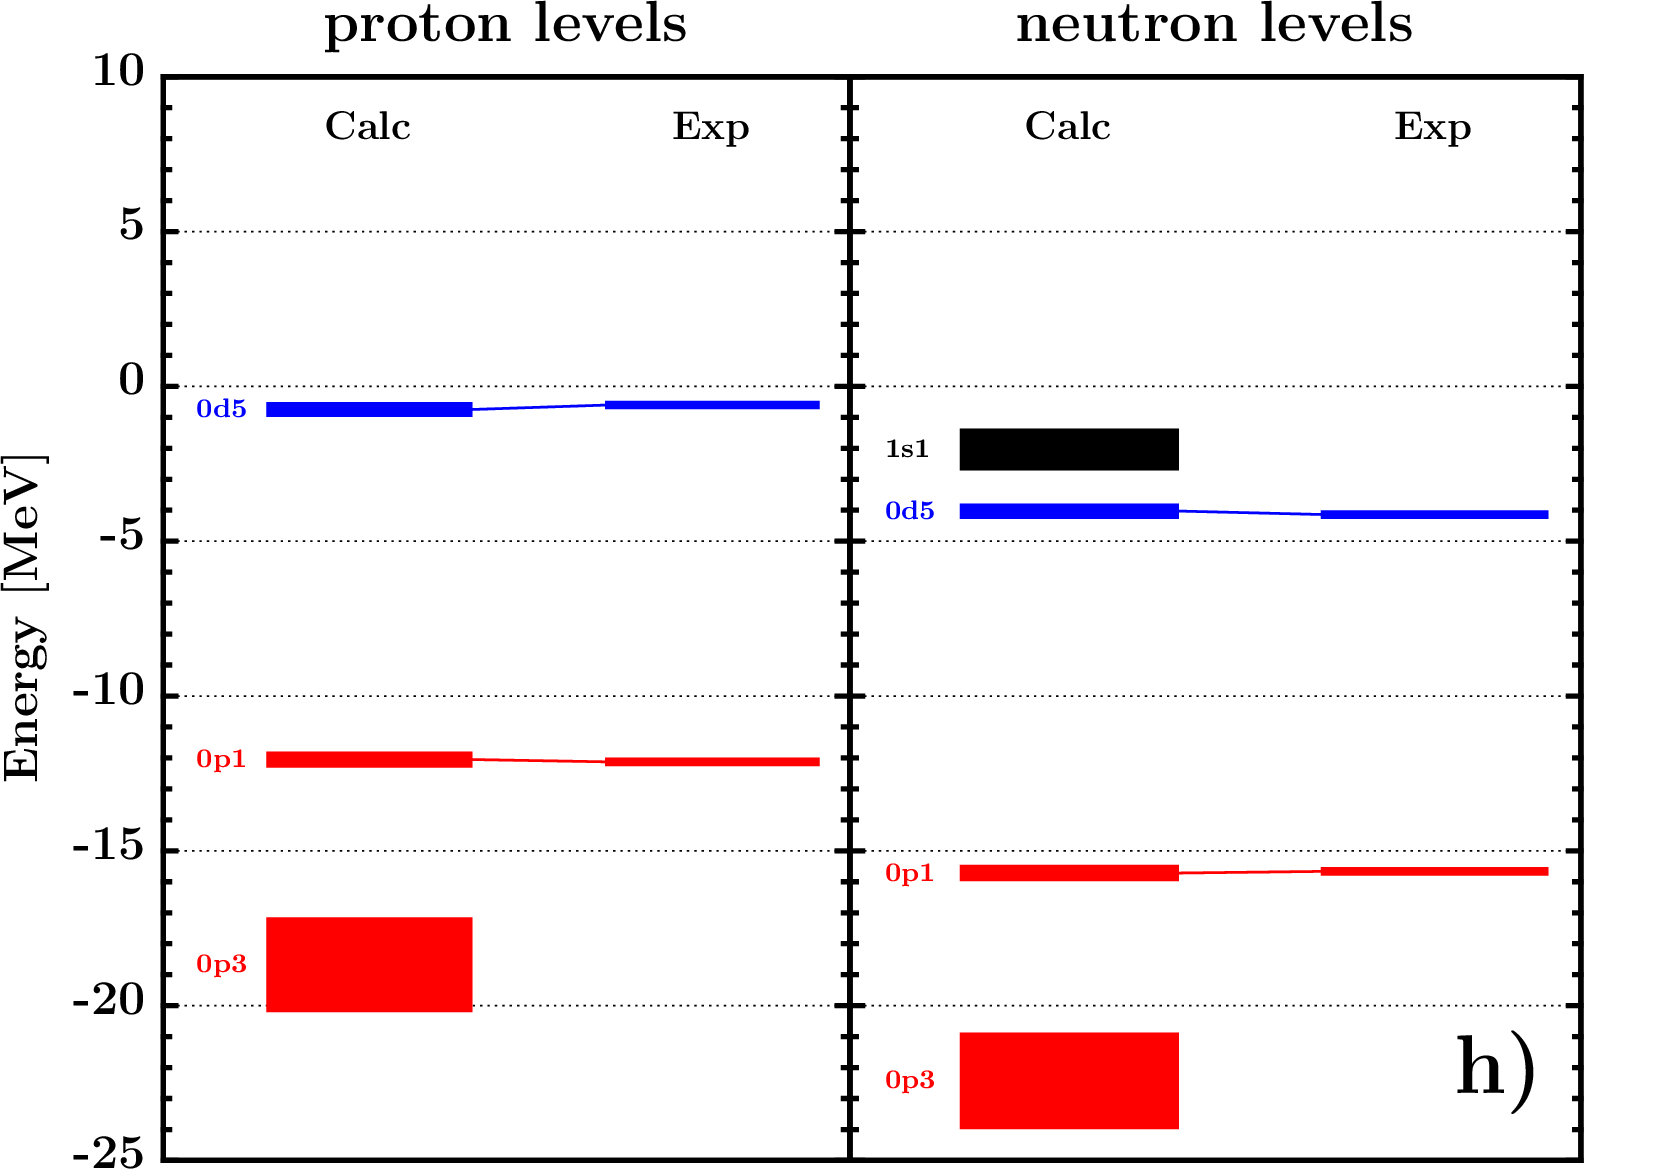 proton levels
neutron levels
Calc
Exp
Calc
Exp
10
5
0
-5
-10
-15
-20
-25
Energy [MeV]
0d5
0p1
0p3
1s1
0d5
0p1
0p3
h)